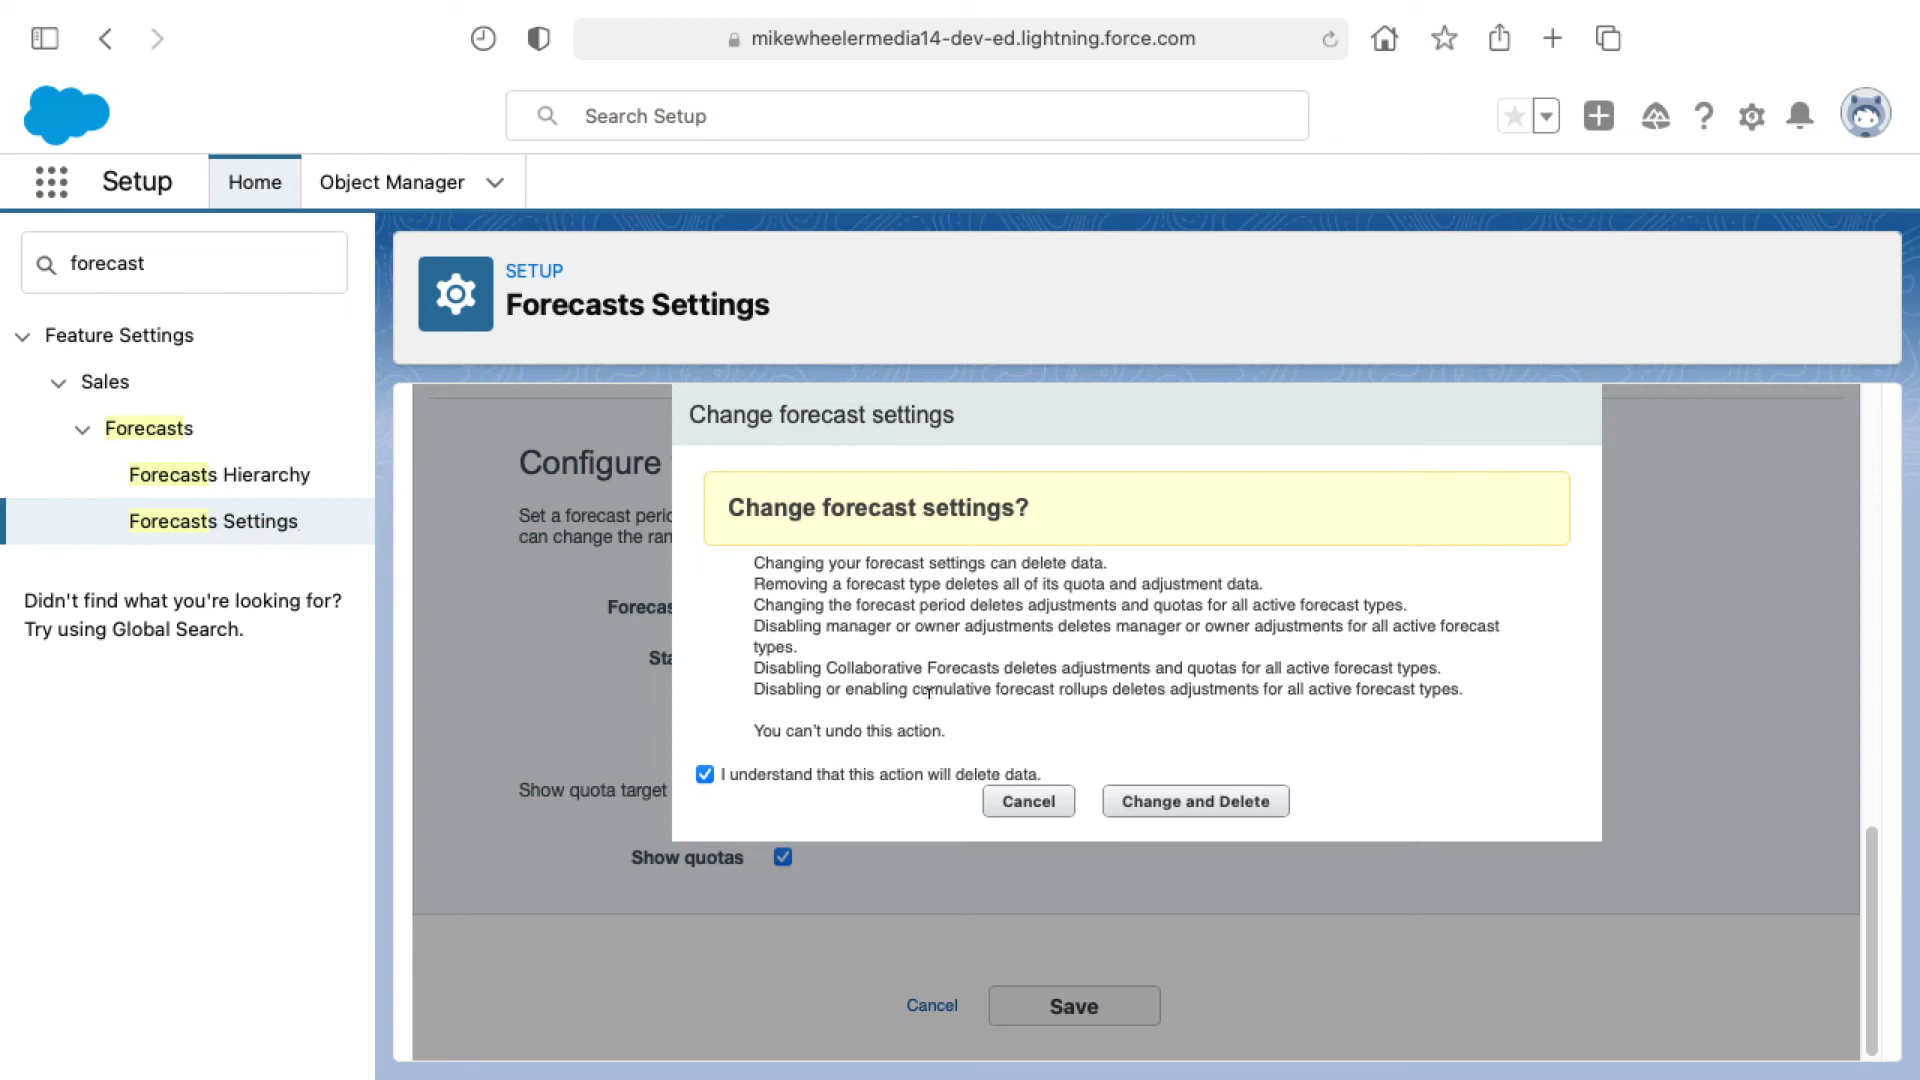 mikewheelermedia14-dev-ed.lightning.force.com
Search Setup
Setup
Home
Object Manager
forecast
Feature Settings
Sales
Forecasts
Forecasts Hierarchy
Forecasts Settings
Didn't find what you're looking for?
Try using Global Search.
SETUP
Forecasts Settings
Configure
Set a forecast perio
can change the ran
Forecas
Sta
Show quota target
Show quotas
Change forecast settings
Change forecast settings?
Changing your forecast settings can delete data.
Removing a forecast type deletes all of its quota and adjustment data.
Changing the forecast period deletes adjustments and quotas for all active forecast types.
Disabling manager or owner adjustments deletes manager or owner adjustments for all active forecast
types.
Disabling Collaborative Forecasts deletes adjustments and quotas for all active forecast types.
Disabling or enabling cumulative forecast rollups deletes adjustments for all active forecast types.
You can't undo this action.
I understand that this action will delete data.
Cancel
Change and Delete
Cancel
Save